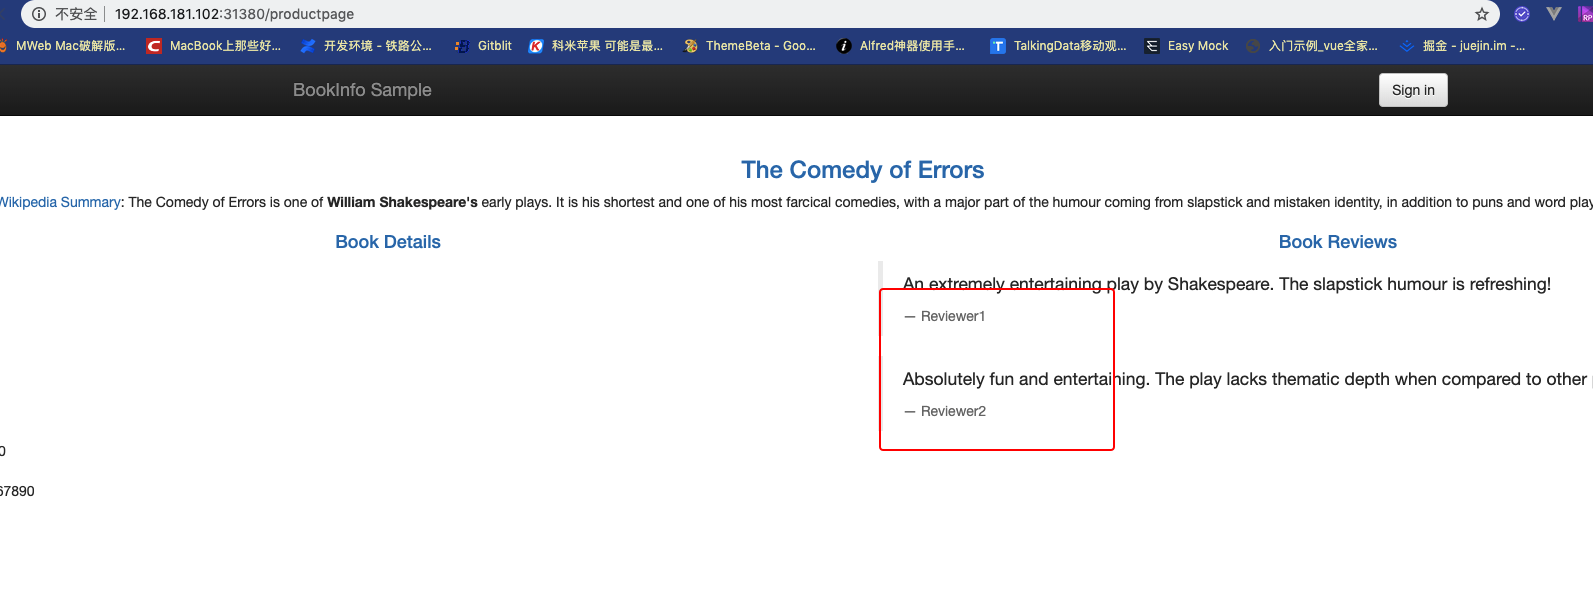 不安全 192.168.181.102:31380/productpage
MWeb Mac破解版... MacBook上那些好... 开发环境 - 铁路公... Gitblit 科米苹果 可能是最... ThemeBeta - Goo... Alfred神器使用手... TalkingData移动观... Easy Mock 入门示例_vue全家... 掘金 - juejin.im -...
BookInfo Sample Sign in
The Comedy of Errors
Wikipedia Summary: The Comedy of Errors is one of William Shakespeare's early plays. It is his shortest and one of his most farcical comedies, with a major part of the humour coming from slapstick and mistaken identity, in addition to puns and word play
Book Details
Book Reviews
An extremely entertaining play by Shakespeare. The slapstick humour is refreshing!
— Reviewer1
Absolutely fun and entertaining. The play lacks thematic depth when compared to other
— Reviewer2
0
67890